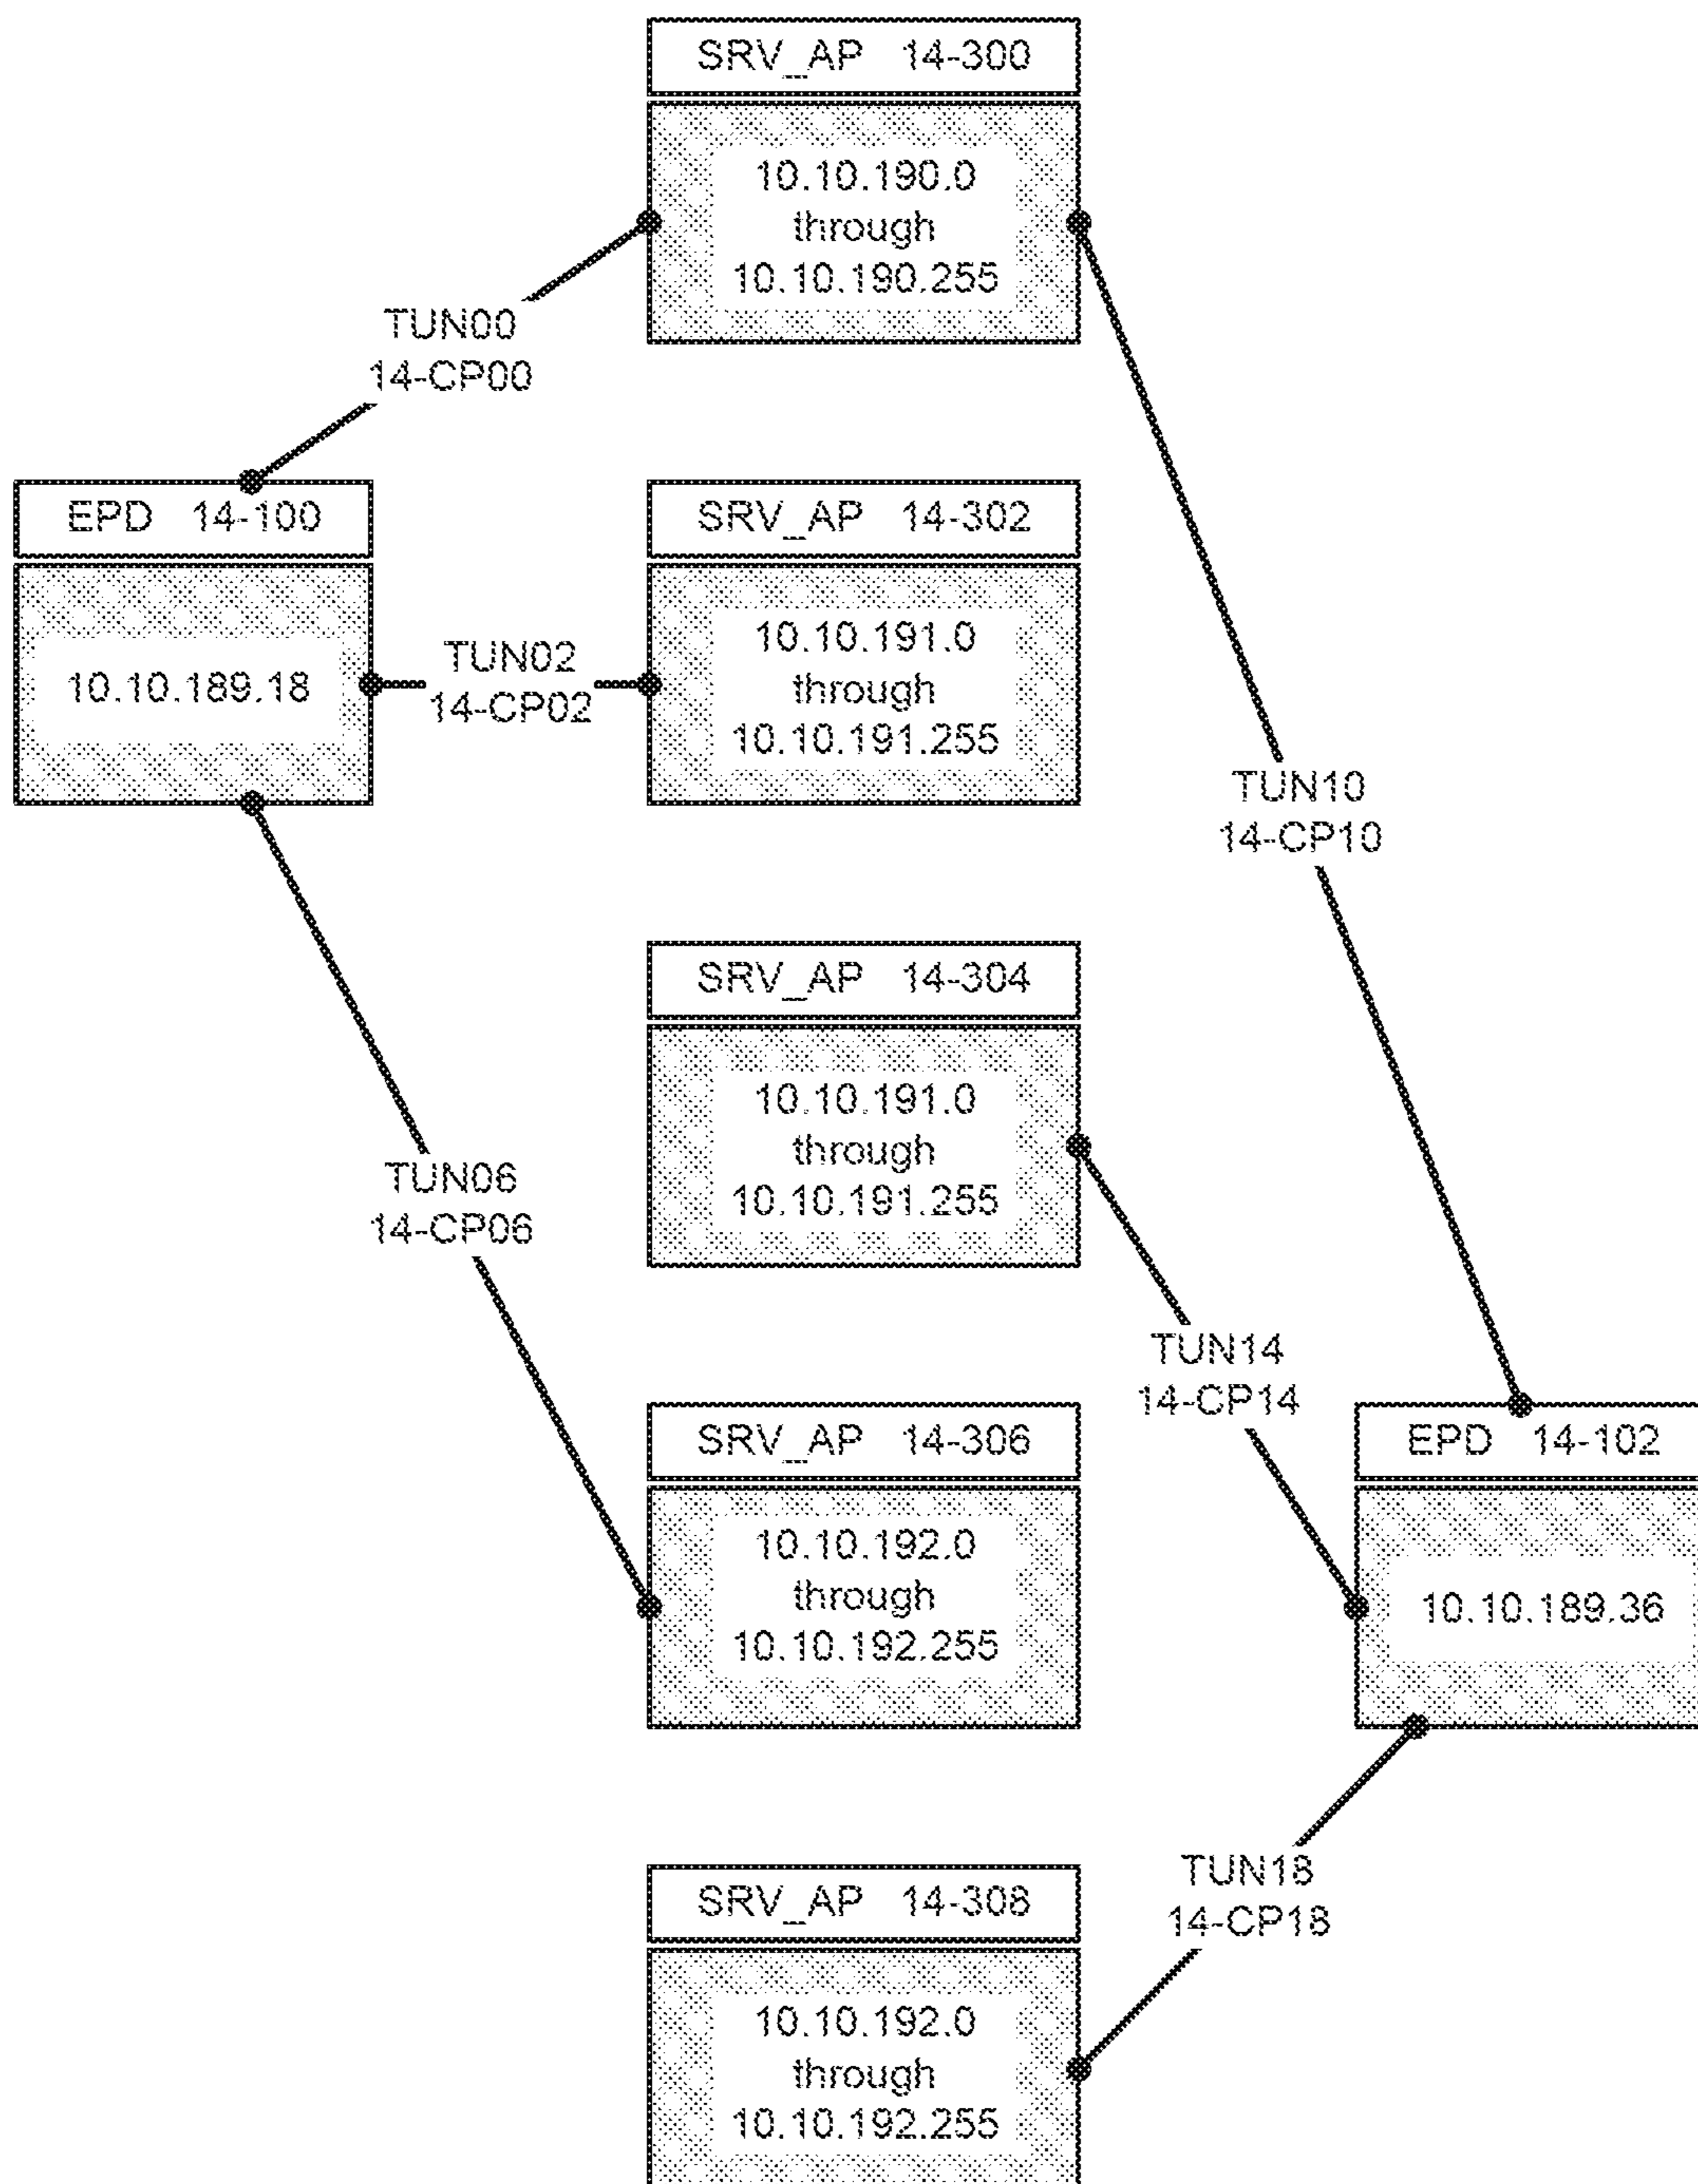 SRV_AP 14-300
10.10.190.0
through
10.10.190.255
TUN00
14-CP00
EPD 14-100
10.10.189.18
TUN02
14-CP02
SRV_AP 14-302
10.10.191.0
through
10.10.191.255
TUN10
14-CP10
SRV_AP 14-304
10.10.191.0
through
10.10.191.255
TUN06
14-CP06
TUN14
14-CP14
SRV_AP 14-306
10.10.192.0
through
10.10.192.255
EPD 14-102
10.10.189.36
TUN18
14-CP18
SRV_AP 14-308
10.10.192.0
through
10.10.192.255